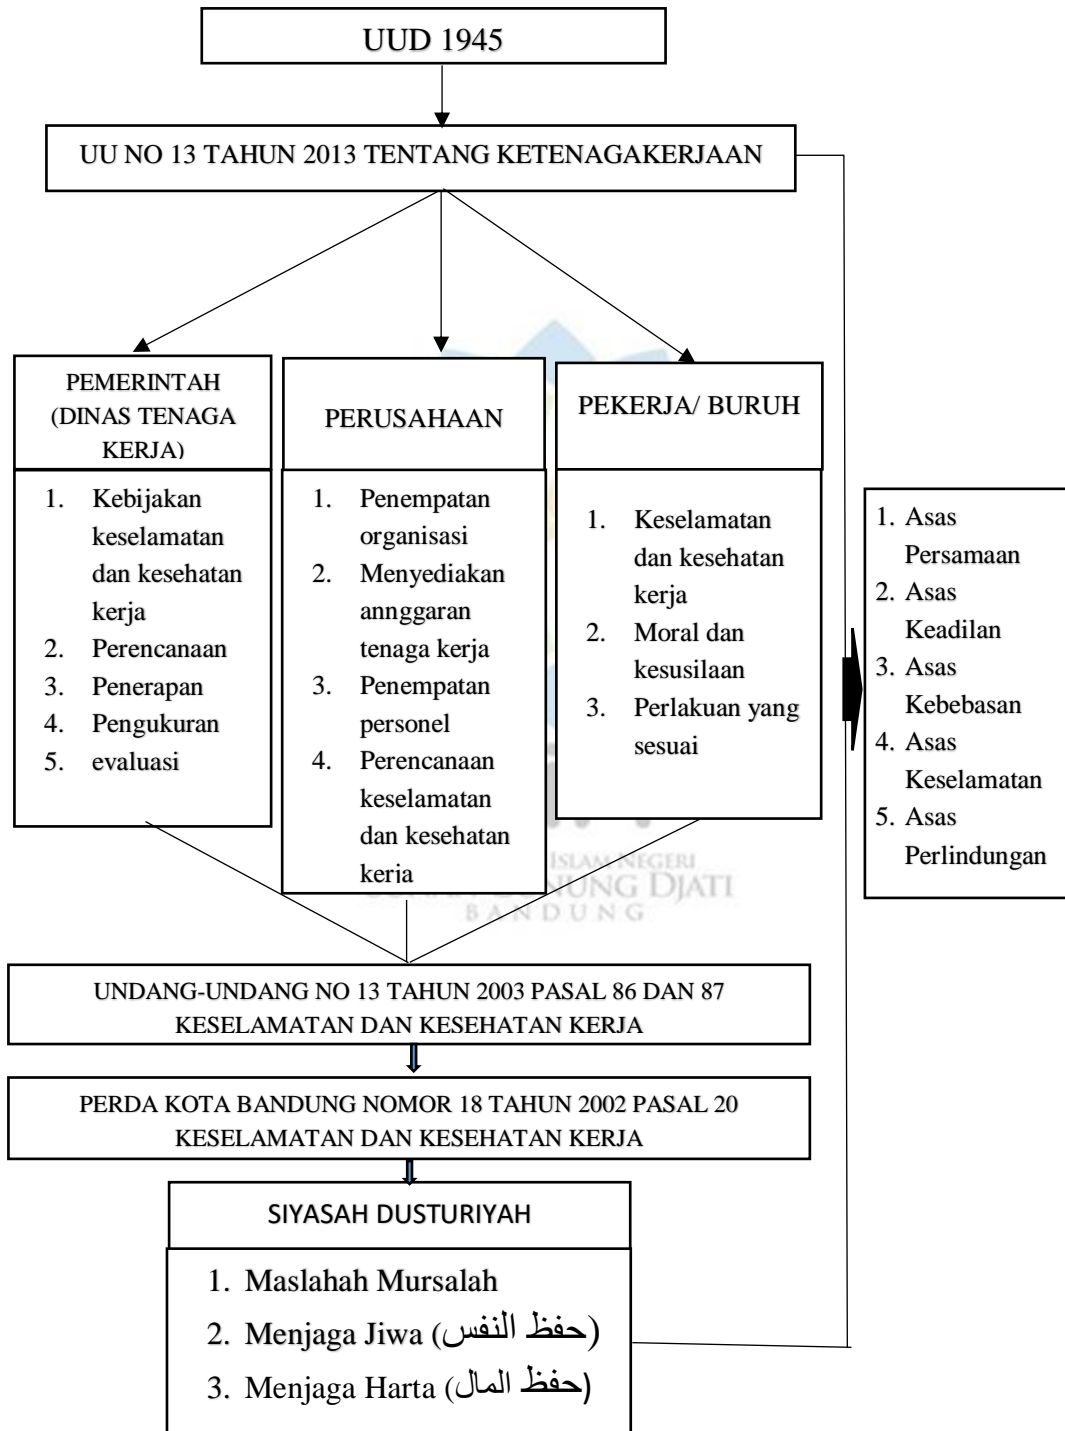 UUD 1945
UU NO 13 TAHUN 2013 TENTANG KETENAGAKERJAAN
PEMERINTAH
(DINAS TENAGA
KERJA)
1. Kebijakan
keselamatan
dan kesehatan
kerja
2. Perencanaan
3. Penerapan
4. Pengukuran
5. evaluasi
PERUSAHAAN
1. Penempatan
organisasi
2. Menyediakan
annggaran
tenaga kerja
3. Penempatan
personel
4. Perencanaan
keselamatan
dan kesehatan
kerja
PEKERJA/ BURUH
1. Keselamatan
dan kesehatan
kerja
2. Moral dan
kesusilaan
3. Perlakuan yang
sesuai
1. Asas
Persamaan
2. Asas
Keadilan
3. Asas
Kebebasan
4. Asas
Keselamatan
5. Asas
Perlindungan
ISLAM NEGERI
DJATI
BANDUNG
UNDANG-UNDANG NO 13 TAHUN 2003 PASAL 86 DAN 87
KESELAMATAN DAN KESEHATAN KERJA
PERDA KOTA BANDUNG NOMOR 18 TAHUN 2002 PASAL 20
KESELAMATAN DAN KESEHATAN KERJA
SIYASAH DUSTURIYAH
1. Maslahah Mursalah
2. Menjaga Jiwa (حفظ النفس)
3. Menjaga Harta (حفظ المال)